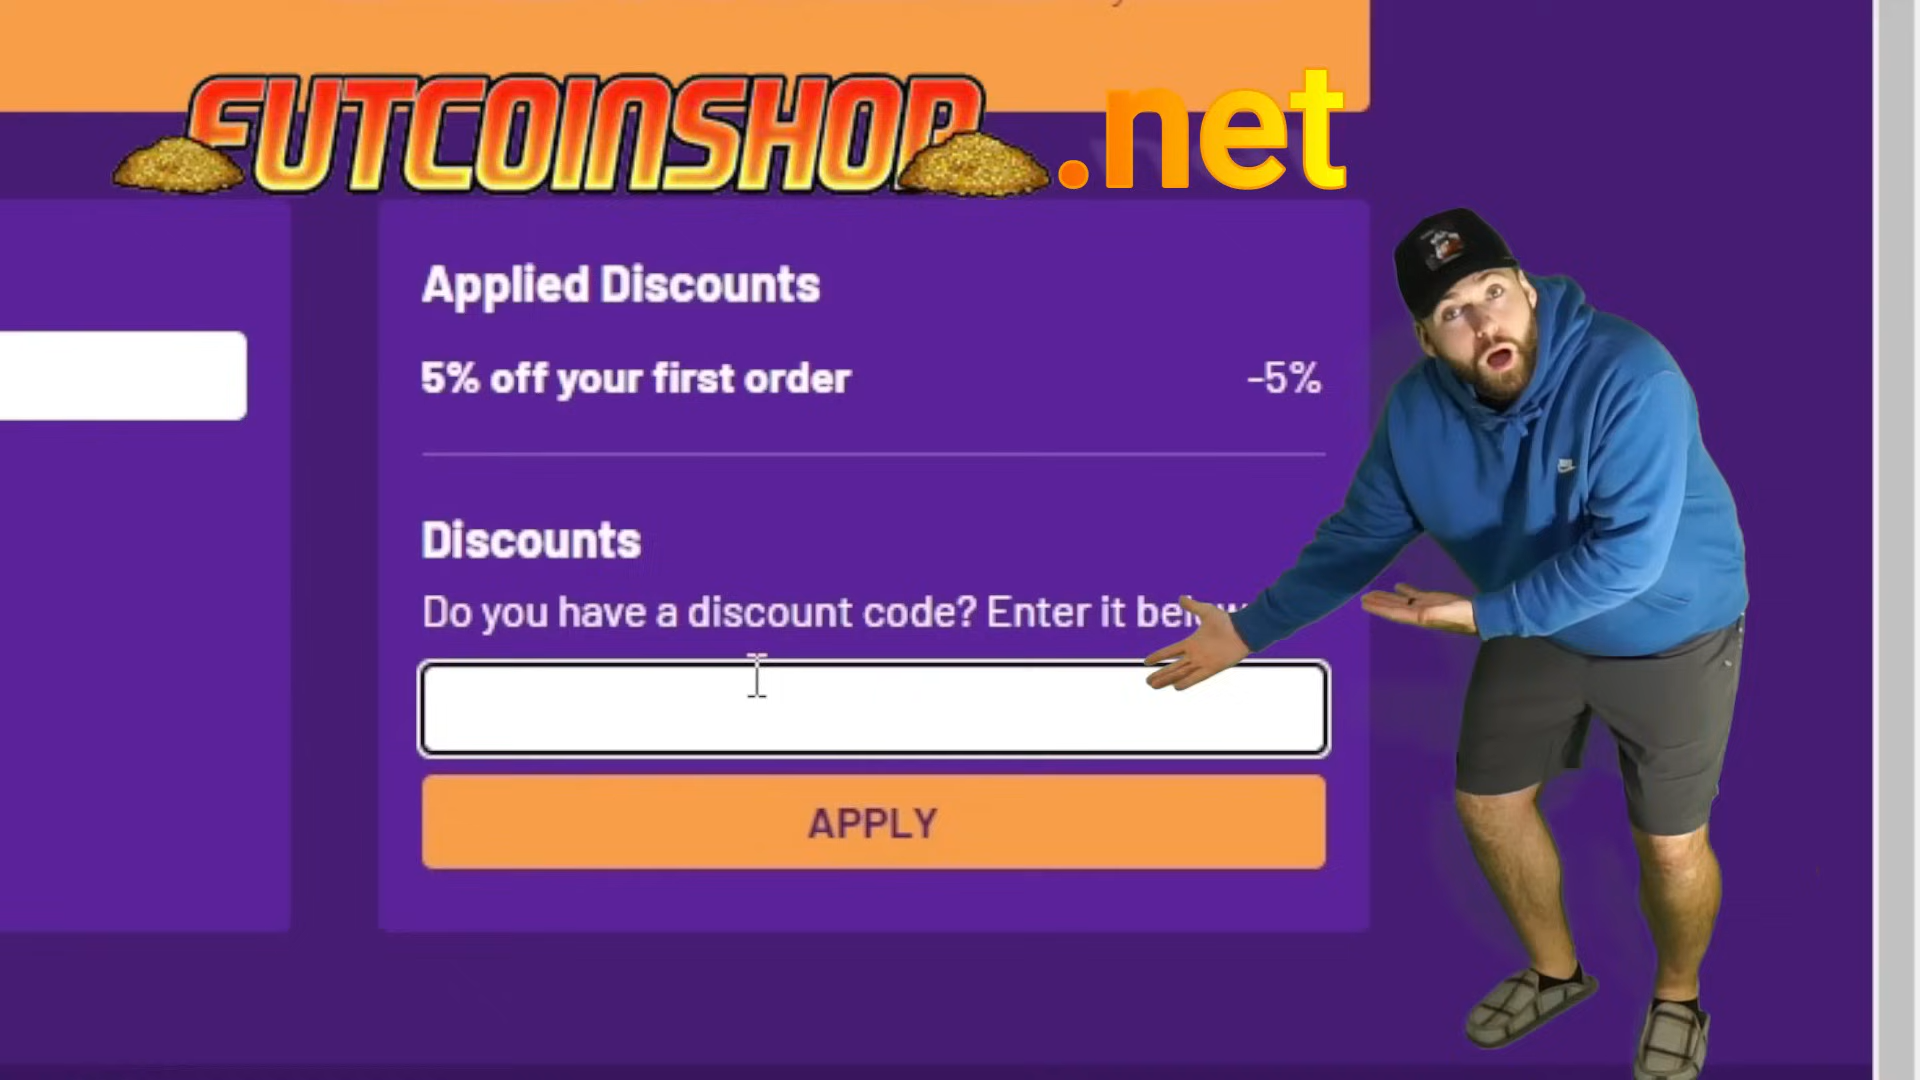 FUTCOINSHOP.net
Applied Discounts
5% off your first order -5%
Discounts
Do you have a discount code? Enter it below
APPLY